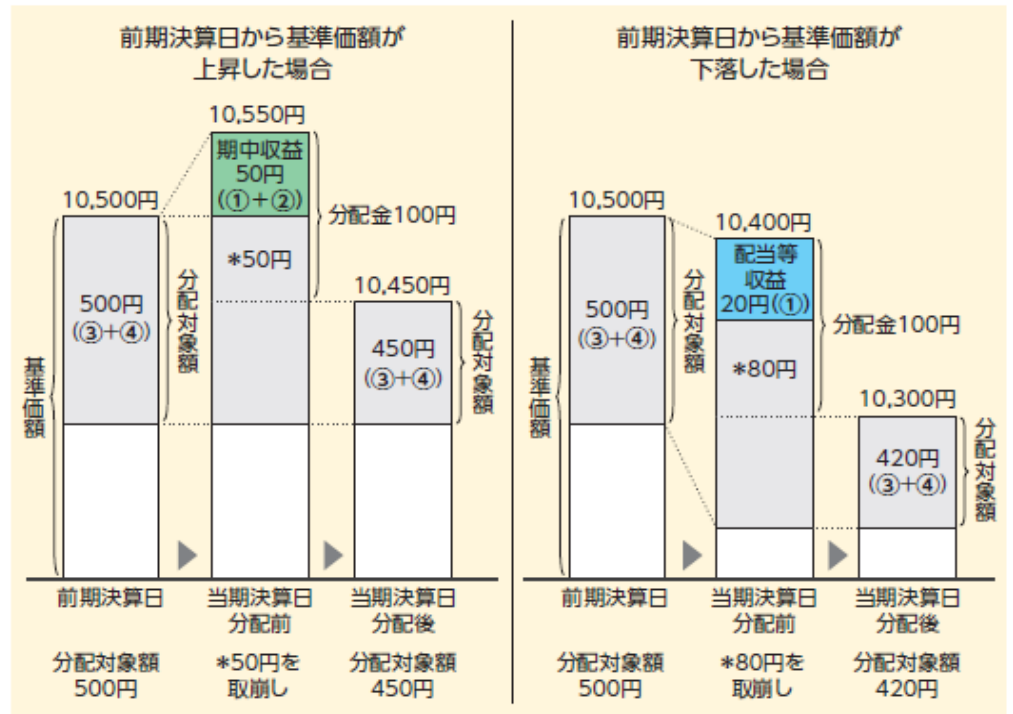 前期決算日から基準価額が
上昇した場合
10,550円
期中収益
50円
(①+②)
10,500円
分配金100円
*50円
10,450円
500円
(③+④)
分配対象額
450円
(③+④)
分配対象額
基準価額
前期決算日
当期決算日
分配前
当期決算日
分配後
分配対象額
500円
*50円を
取崩し
分配対象額
450円
前期決算日から基準価額が
下落した場合
10,500円
10,400円
配当等
収益
20円(①)
500円
(③+④)
分配対象額
分配金100円
*80円
10,300円
基準価額
420円
(③+④)
分配対象額
前期決算日
当期決算日
分配前
当期決算日
分配後
分配対象額
500円
*80円を
取崩し
分配対象額
420円